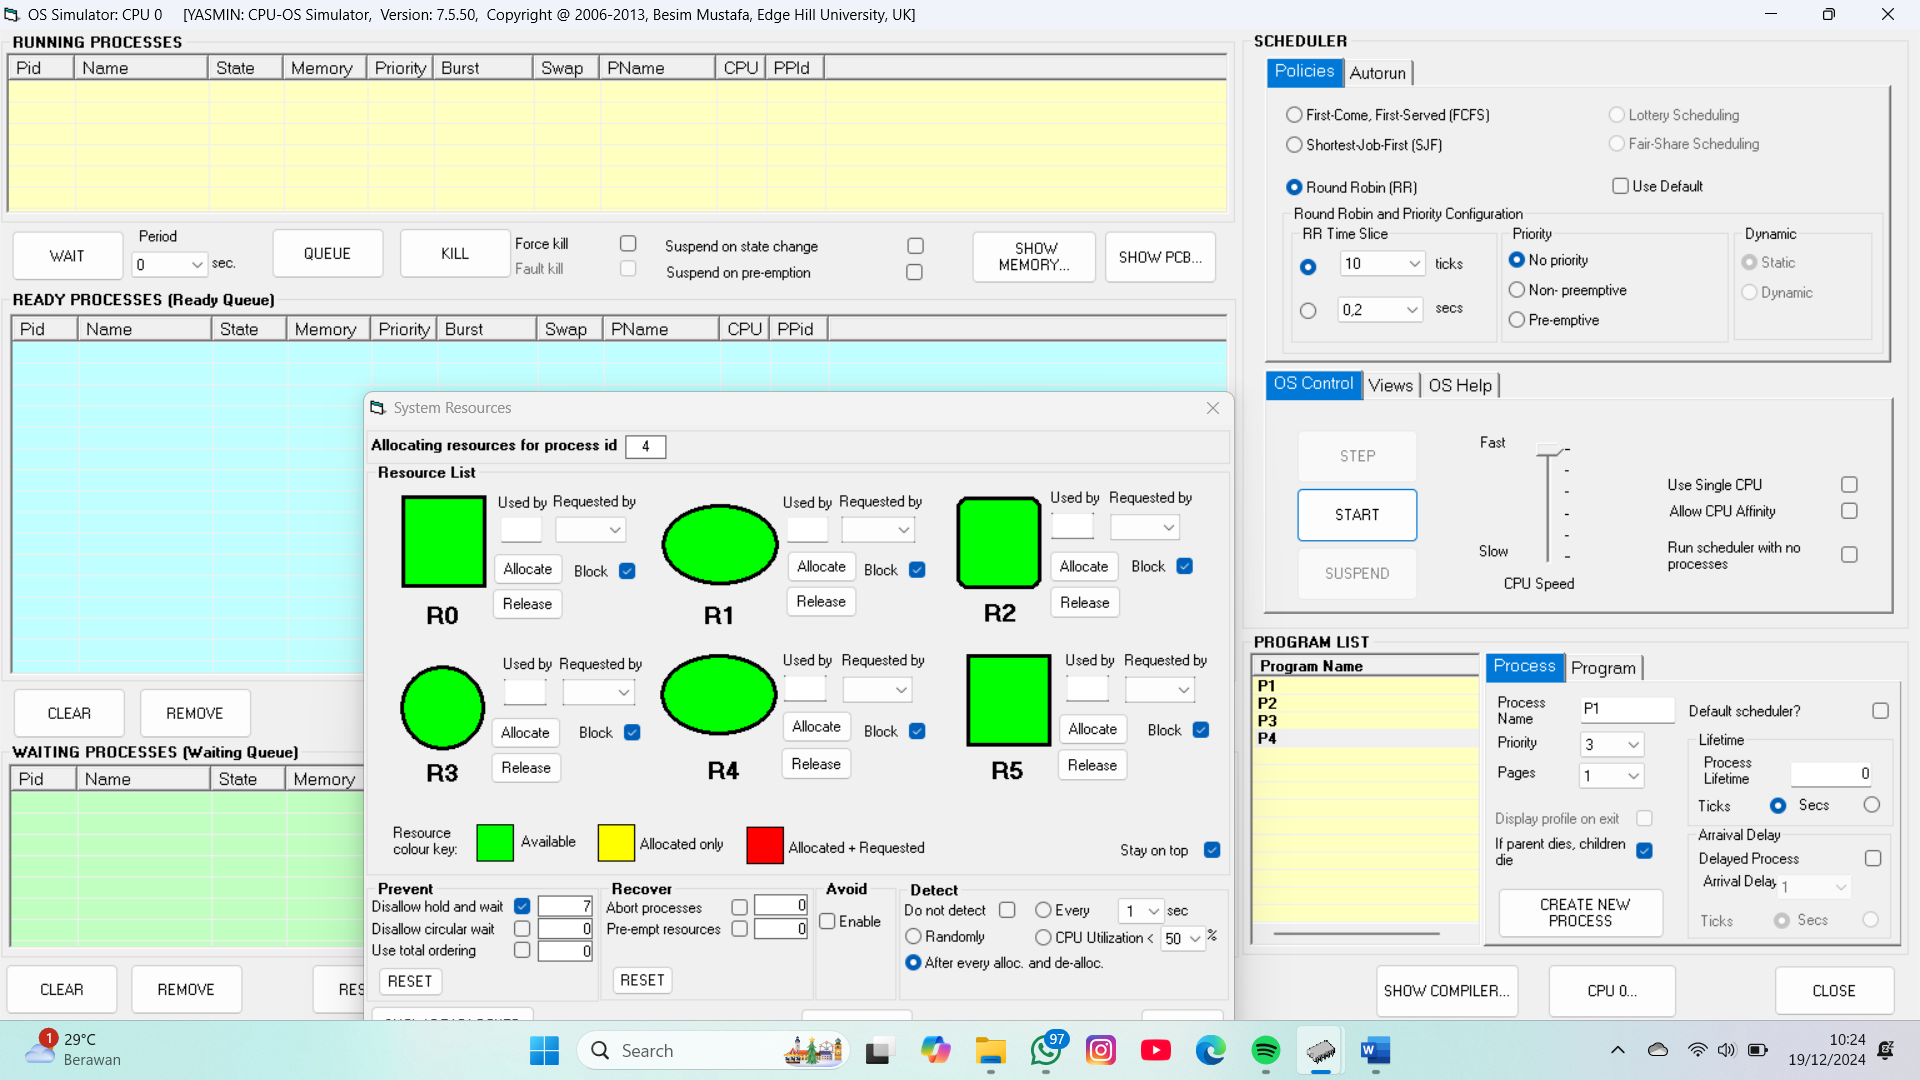 OS Simulator: CPU 0 [YASMIN: CPU-OS Simulator, Version: 7.5.50, Copyright @ 2006-2013, Besim Mustafa, Edge Hill University, UK]
RUNNING PROCESSES
Pid Name State Memory Priority Burst Swap PName CPU PPId
WAIT
Period
0 sec.
QUEUE
KILL
Force kill
Fault kill
Suspend on state change
Suspend on pre-emption
SHOW
MEMORY...
SHOW PCB...
READY PROCESSES (Ready Queue)
Pid Name State Memory Priority Burst Swap PName CPU PPid
CLEAR
REMOVE
WAITING PROCESSES (Waiting Queue)
Pid Name State Memory
CLEAR
REMOVE
System Resources
Allocating resources for process id 4
Resource List
Used by Requested by
Allocate Block
Release
R0
Used by Requested by
Allocate Block
Release
R1
Used by Requested by
Allocate Block
Release
R2
Used by Requested by
Allocate Block
Release
R3
Used by Requested by
Allocate Block
Release
R4
Used by Requested by
Allocate Block
Release
R5
Resource
colour key:
Available
Allocated only
Allocated + Requested
Stay on top
Prevent
Disallow hold and wait 7
Disallow circular wait 0
Use total ordering 0
RESET
Recover
Abort processes 0
Pre-empt resources 0
RESET
Avoid
Enable
Detect
Do not detect Every 1 sec
Randomly CPU Utilization < 50 %
After every alloc. and de-alloc.
SCHEDULER
Policies Autorun
First-Come, First-Served (FCFS)
Shortest-Job-First (SJF)
Lottery Scheduling
Fair-Share Scheduling
Round Robin (RR)
Use Default
Round Robin and Priority Configuration
RR Time Slice
10 ticks
0,2 secs
Priority
No priority
Non- preemptive
Pre-emptive
Dynamic
Static
Dynamic
OS Control Views OS Help
STEP
START
SUSPEND
Fast
Slow
CPU Speed
Use Single CPU
Allow CPU Affinity
Run scheduler with no
processes
PROGRAM LIST
Program Name
P1
P2
P3
P4
Process Program
Process
Name
P1
Priority 3
Pages 1
Display profile on exit
If parent dies, children
die
CREATE NEW
PROCESS
Default scheduler?
Lifetime
Process
Lifetime
0
Ticks Secs
Arraival Delay
Delayed Process
Arrival Delay 1
Ticks Secs
SHOW COMPILER...
CPU 0...
CLOSE
1
29°C
Berawan
Search
97
10:24
19/12/2024